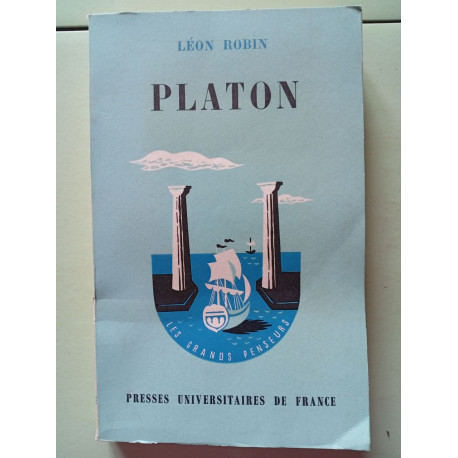 LÉON ROBIN
PLATON
LES GRANDS PENSEURS
PRESSES UNIVERSITAIRES DE FRANCE